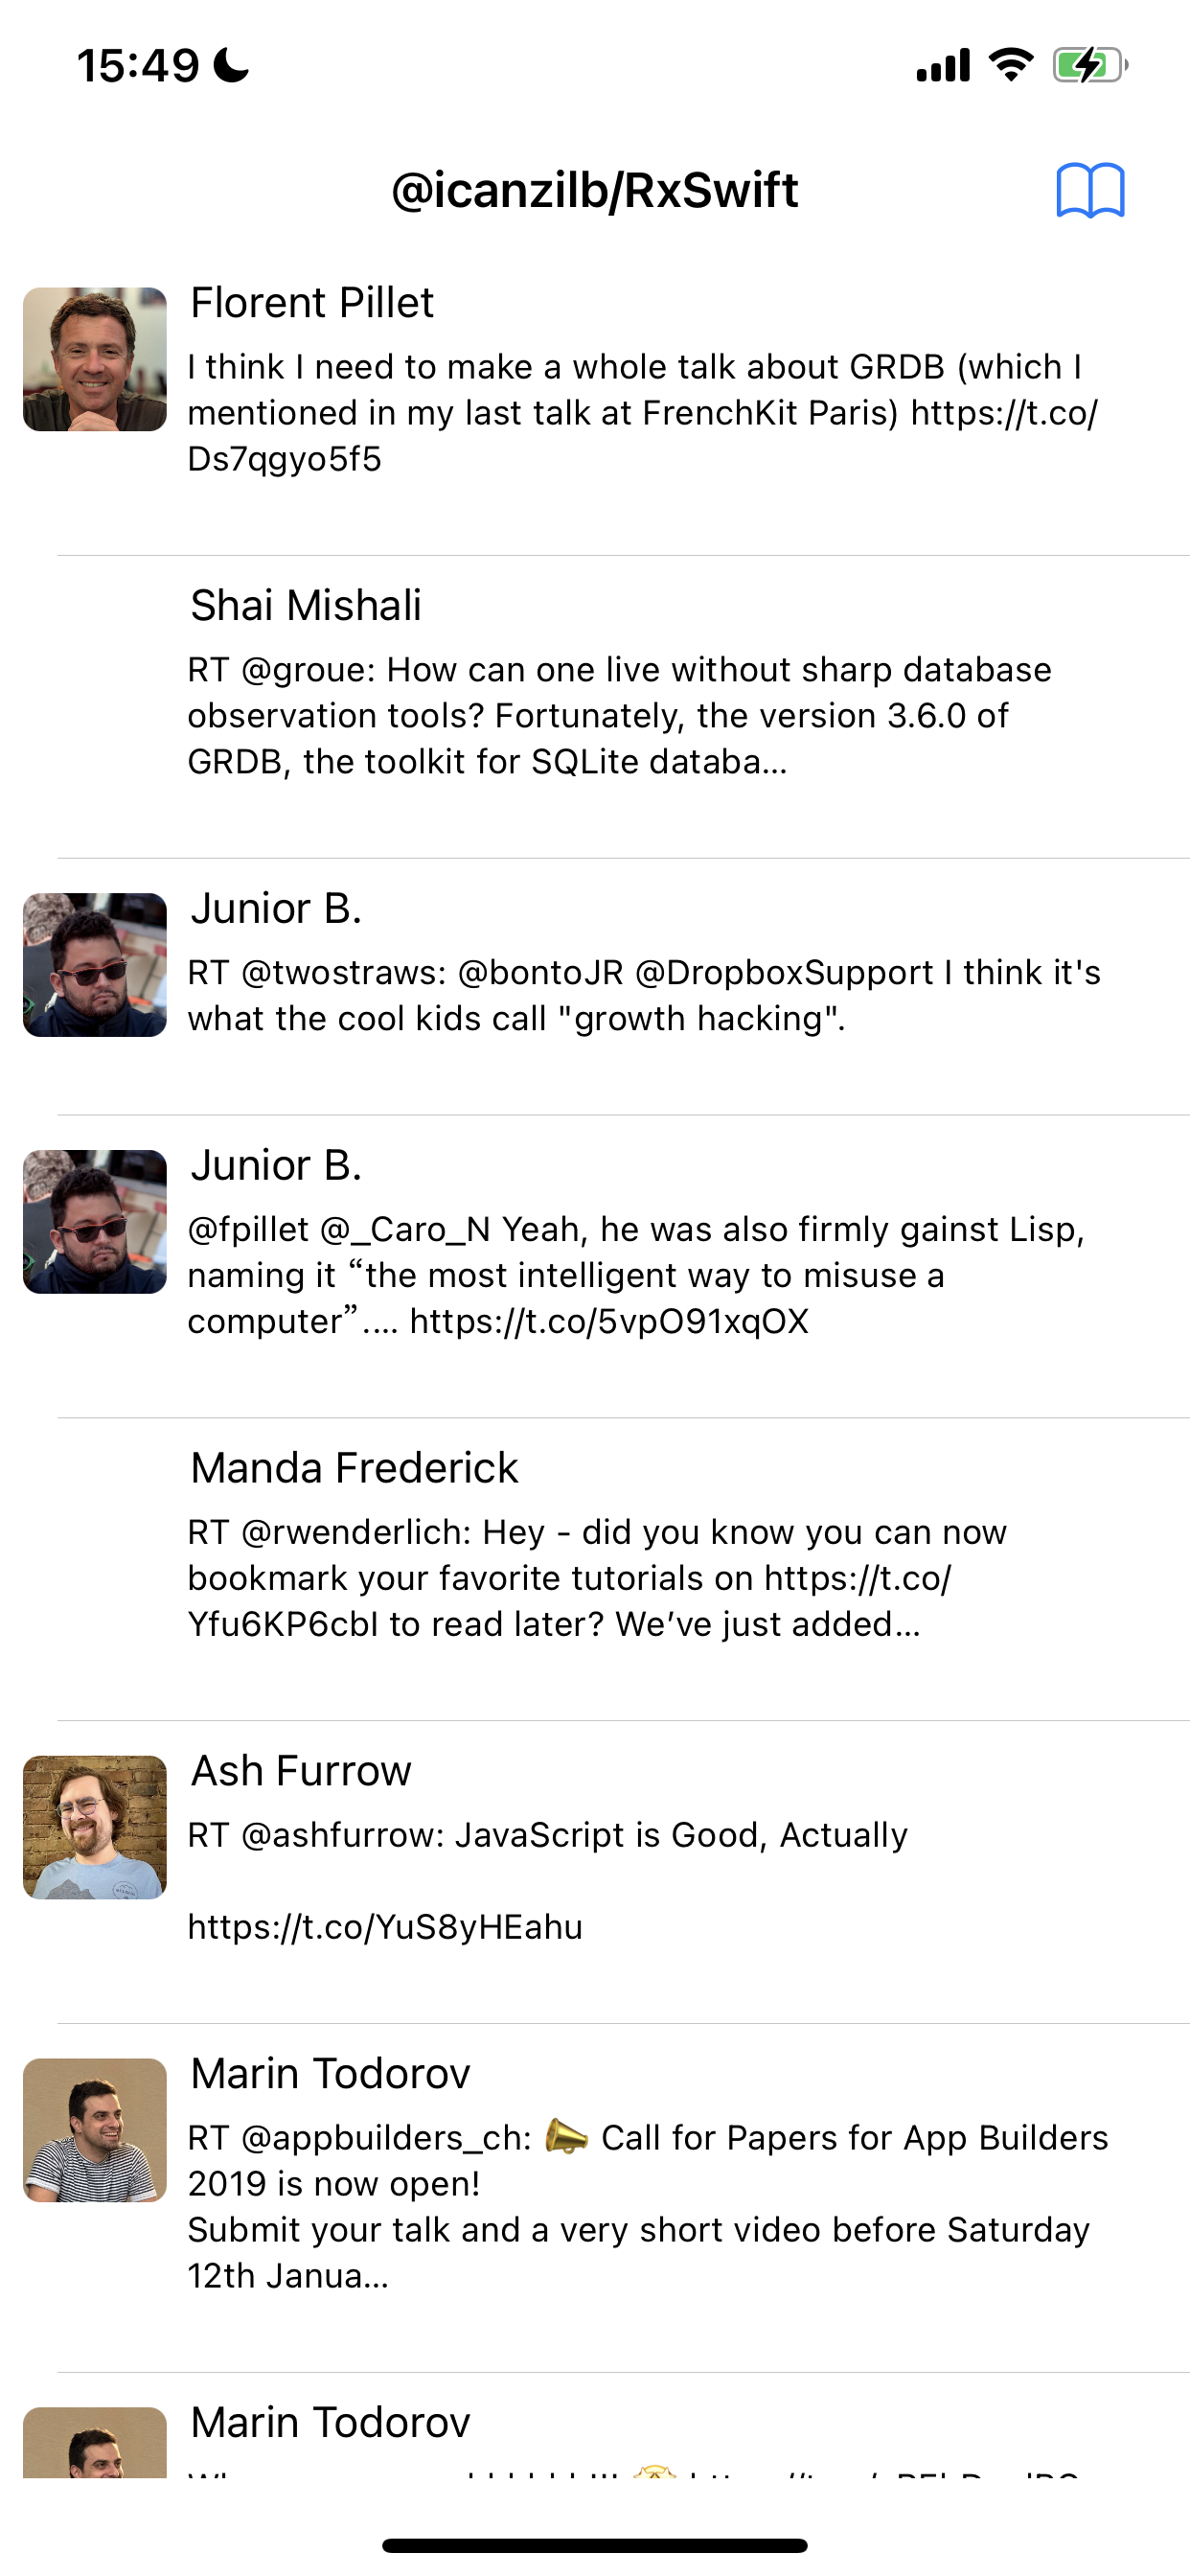 15:49
@icanzilb/RxSwift
Florent Pillet
I think I need to make a whole talk about GRDB (which I
mentioned in my last talk at FrenchKit Paris) https://t.co/
Ds7qgyo5f5
Shai Mishali
RT @groue: How can one live without sharp database
observation tools? Fortunately, the version 3.6.0 of
GRDB, the toolkit for SQLite databa…
Junior B.
RT @twostraws: @bontoJR @DropboxSupport I think it's
what the cool kids call "growth hacking".
Junior B.
@fpillet @_Caro_N Yeah, he was also firmly gainst Lisp,
naming it “the most intelligent way to misuse a
computer”.… https://t.co/5vpO91xqOX
Manda Frederick
RT @rwenderlich: Hey - did you know you can now
bookmark your favorite tutorials on https://t.co/
Yfu6KP6cbI to read later? We’ve just added…
Ash Furrow
RT @ashfurrow: JavaScript is Good, Actually
https://t.co/YuS8yHEahu
Marin Todorov
RT @appbuilders_ch: 📣 Call for Papers for App Builders
2019 is now open!
Submit your talk and a very short video before Saturday
12th Janua…
Marin Todorov